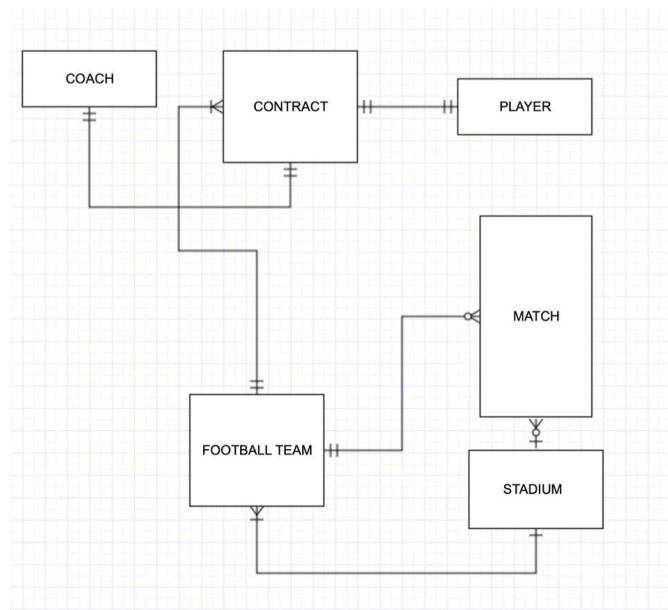 COACH
CONTRACT
PLAYER
MATCH
FOOTBALL TEAM
STADIUM